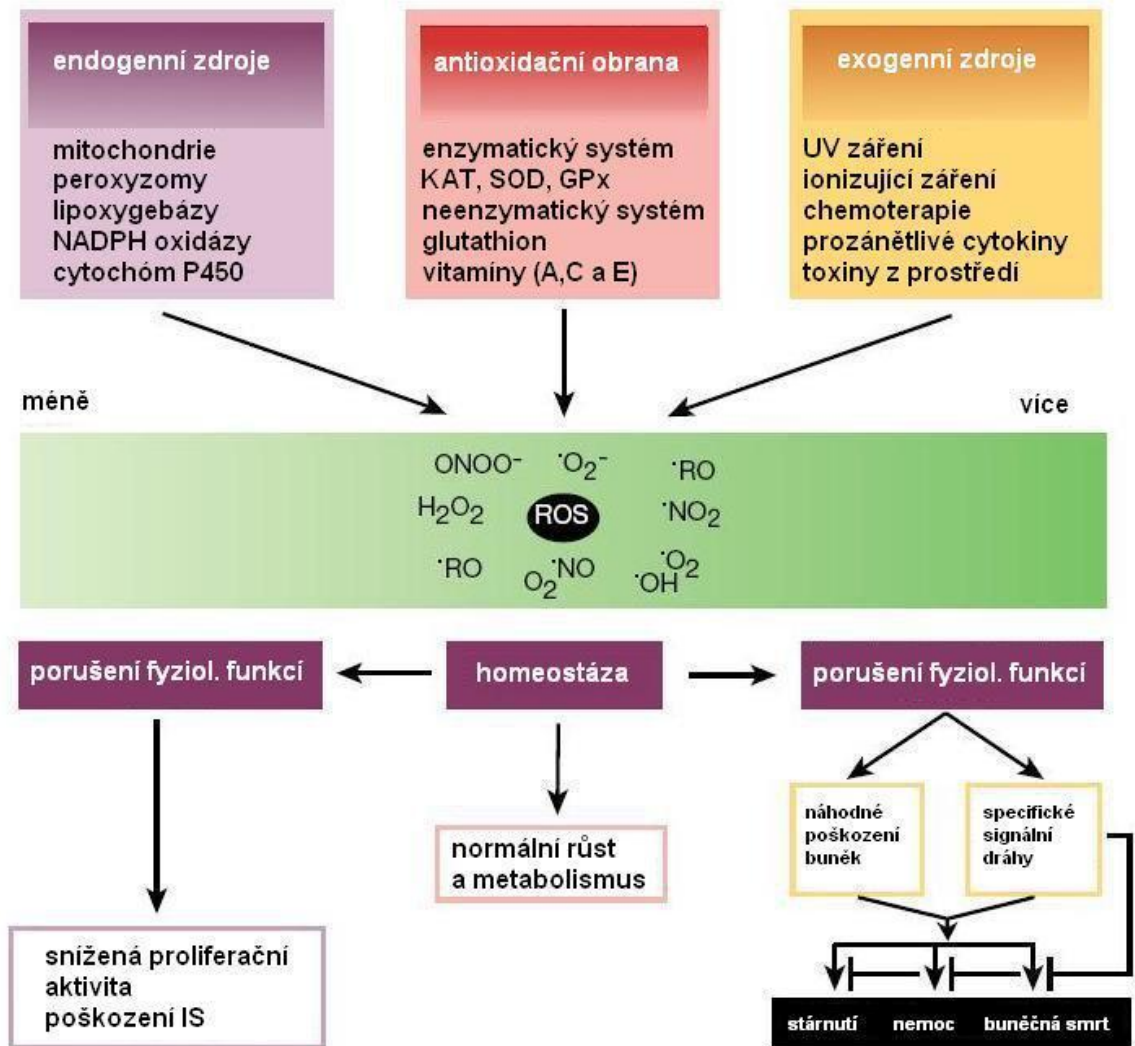 endogenní zdroje
mitochondrie
peroxyzomy
lipoxygebázy
NADPH oxidázy
cytochóm P450
antioxidační obrana
enzymatický systém
KAT, SOD, GPx
neenzymatický systém
glutathion
vitamíny (A,C a E)
exogenní zdroje
UV záření
ionizující záření
chemoterapie
prozánětlivé cytokiny
toxiny z prostředí
méně
více
ONOO⁻ ·O₂⁻ ·RO
H₂O₂ ROS ·NO₂
·RO O₂ ·NO ·OH ·O₂
porušení fyziol. funkcí
homeostáza
porušení fyziol. funkcí
snížená proliferační
aktivita
poškození IS
normální růst
a metabolismus
náhodné
poškození
buněk
specifické
signální
dráhy
stárnutí nemoc buněčná smrt